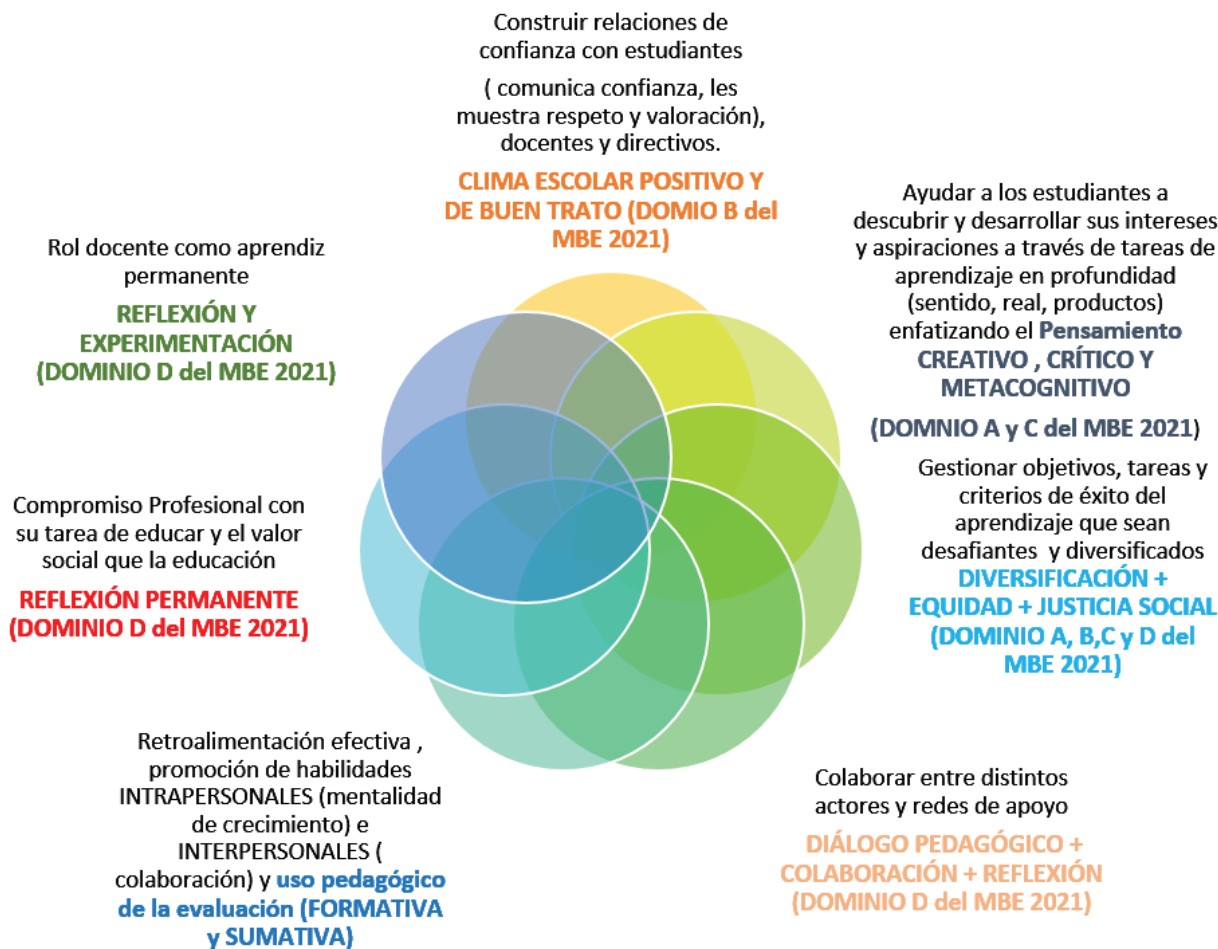 Construir relaciones de
confianza con estudiantes
( comunica confianza, les
muestra respeto y valoración),
docentes y directivos.
CLIMA ESCOLAR POSITIVO Y
DE BUEN TRATO (DOMIO B del
MBE 2021)
Ayudar a los estudiantes a
descubrir y desarrollar sus intereses
y aspiraciones a través de tareas de
aprendizaje en profundidad
(sentido, real, productos)
enfatizando el Pensamiento
CREATIVO , CRÍTICO Y
METACOGNITIVO
(DOMNIO A y C del MBE 2021)
Gestionar objetivos, tareas y
criterios de éxito del
aprendizaje que sean
desafiantes y diversificados
DIVERSIFICACIÓN +
EQUIDAD + JUSTICIA SOCIAL
(DOMINIO A, B,C y D del
MBE 2021)
Colaborar entre distintos
actores y redes de apoyo
DIÁLOGO PEDAGÓGICO +
COLABORACIÓN + REFLEXIÓN
(DOMINIO D del MBE 2021)
Retroalimentación efectiva ,
promoción de habilidades
INTRAPERSONALES (mentalidad
de crecimiento) e
INTERPERSONALES (
colaboración) y uso pedagógico
de la evaluación (FORMATIVA
y SUMATIVA)
Compromiso Profesional con
su tarea de educar y el valor
social que la educación
REFLEXIÓN PERMANENTE
(DOMINIO D del MBE 2021)
Rol docente como aprendiz
permanente
REFLEXIÓN Y
EXPERIMENTACIÓN
(DOMINIO D del MBE 2021)